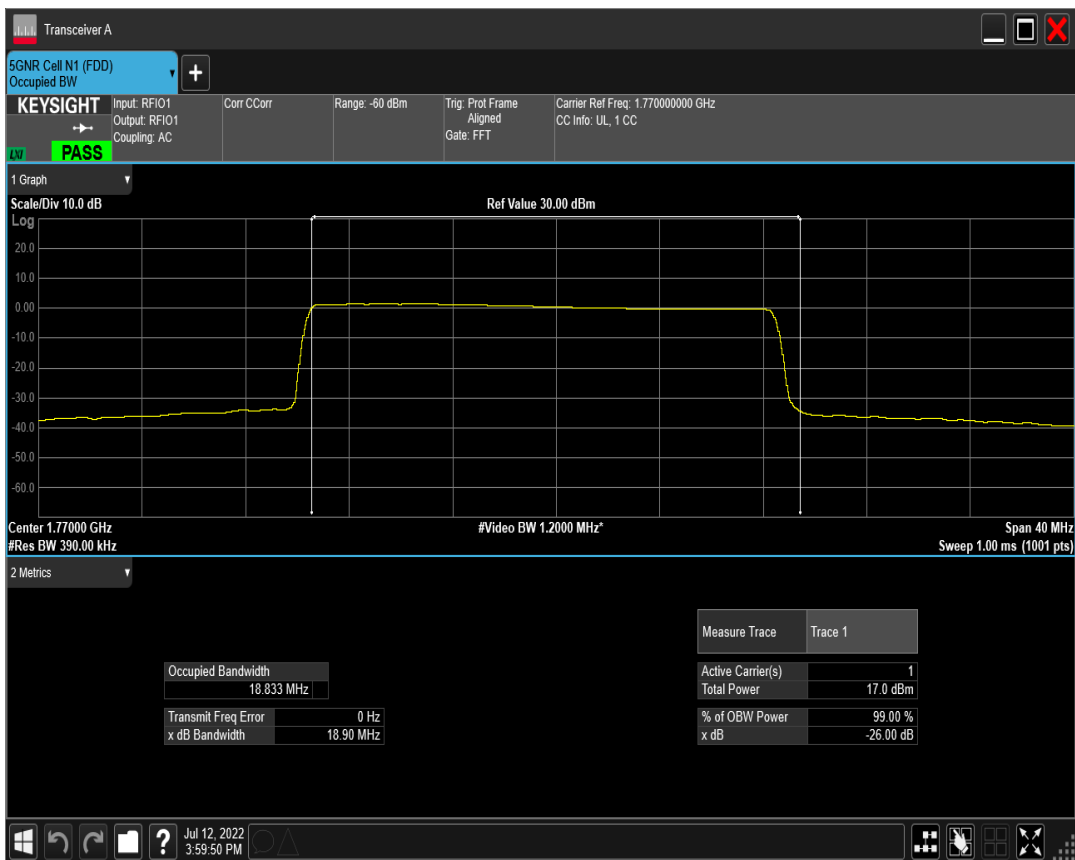 Transceiver A
5GNR Cell N1 (FDD)
Occupied BW
+
KEYSIGHT
LXI
PASS
Input: RFIO1
Output: RFIO1
Coupling: AC
Corr CCorr
Range: -60 dBm
Trig: Prot Frame
Aligned
Gate: FFT
Carrier Ref Freq: 1.770000000 GHz
CC Info: UL, 1 CC
1 Graph
Scale/Div 10.0 dB
Ref Value 30.00 dBm
Log
20.0
10.0
0.00
-10.0
-20.0
-30.0
-40.0
-50.0
-60.0
Center 1.77000 GHz
#Video BW 1.2000 MHz*
Span 40 MHz
#Res BW 390.00 kHz
Sweep 1.00 ms (1001 pts)
2 Metrics
Measure Trace Trace 1
Occupied Bandwidth
18.833 MHz
Active Carrier(s) 1
Total Power 17.0 dBm
Transmit Freq Error 0 Hz
x dB Bandwidth 18.90 MHz
% of OBW Power 99.00 %
x dB -26.00 dB
?
Jul 12, 2022
3:59:50 PM